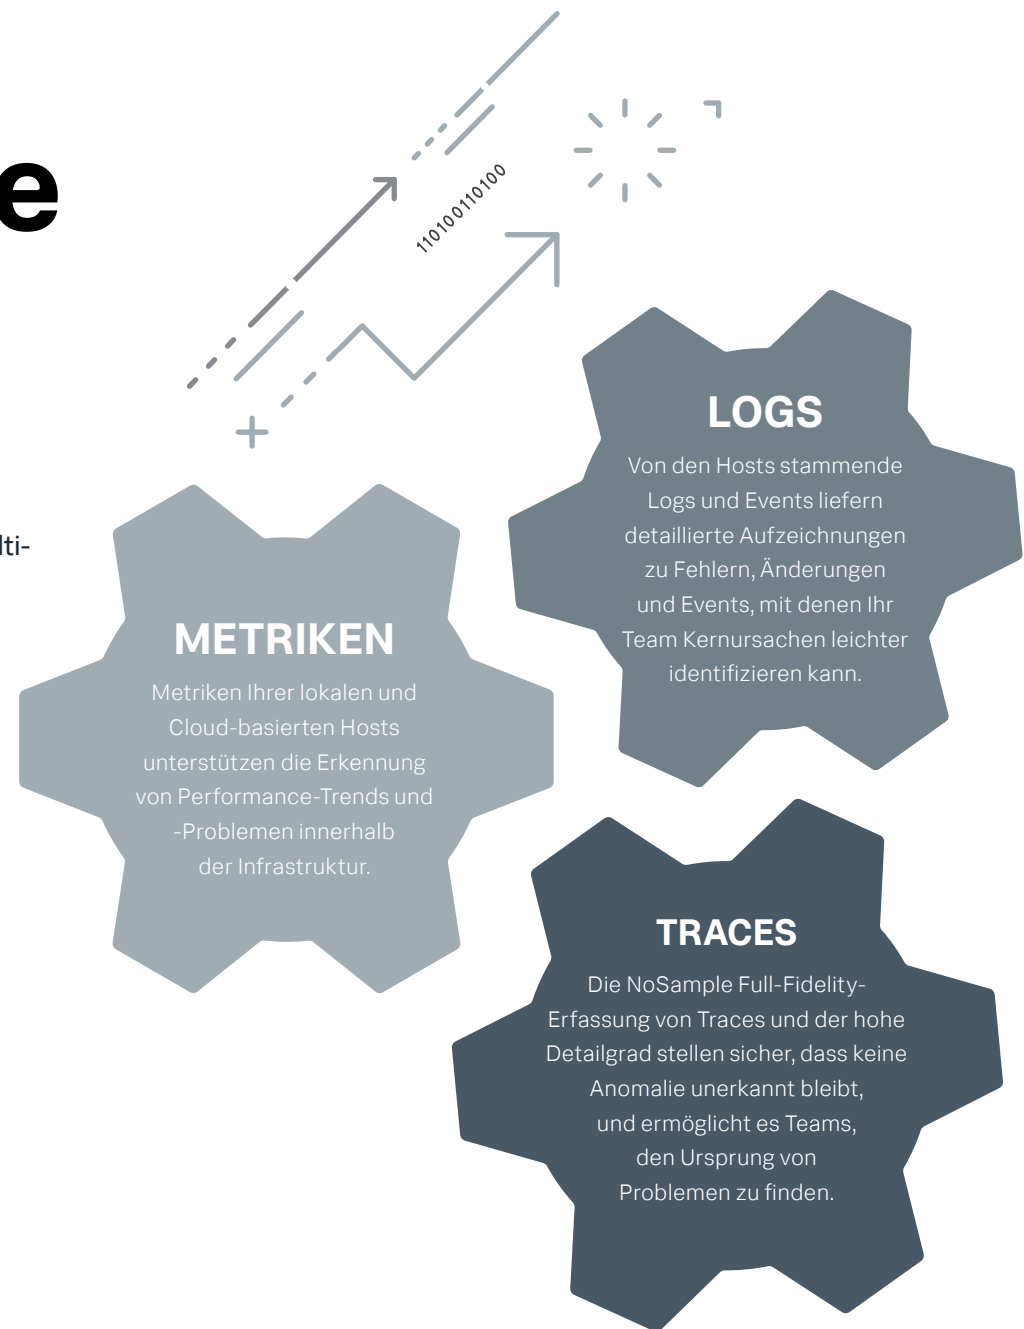 e
110100110100
lti-
LOGS
Von den Hosts stammende
Logs und Events liefern
detaillierte Aufzeichnungen
zu Fehlern, Änderungen
und Events, mit denen Ihr
Team Kernursachen leichter
identifizieren kann.
METRIKEN
Metriken Ihrer lokalen und
Cloud-basierten Hosts
unterstützen die Erkennung
von Performance-Trends und
-Problemen innerhalb
der Infrastruktur.
TRACES
Die NoSample Full-Fidelity-
Erfassung von Traces und der hohe
Detailgrad stellen sicher, dass keine
Anomalie unerkannt bleibt,
und ermöglicht es Teams,
den Ursprung von
Problemen zu finden.